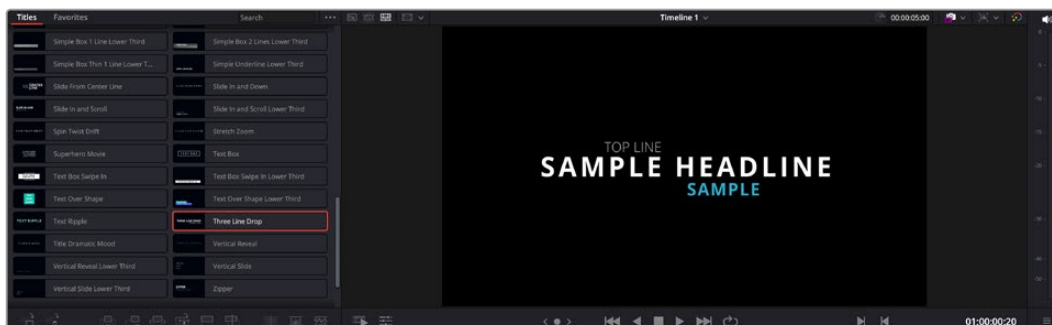 Titles Favorites Search Timeline 1 00:00:05:00
Simple Box 1 Line Lower Third Simple Box 2 Lines Lower Third
Simple Box Thin 1 Line Lower T... Simple Underline Lower Third
Slide From Center Line Slide In and Down
Slide In and Scroll Slide In and Scroll Lower Third
Spin Twist Drift Stretch Zoom
Superhero Movie Text Box
Text Box Swipe In Text Box Swipe In Lower Third
Text Over Shape Text Over Shape Lower Third
Text Ripple Three Line Drop
Title Dramatic Mood Vertical Reveal
Vertical Reveal Lower Third Vertical Slide
Vertical Slide Lower Third Zipper
TOP LINE
SAMPLE HEADLINE
SAMPLE
01:00:00:20